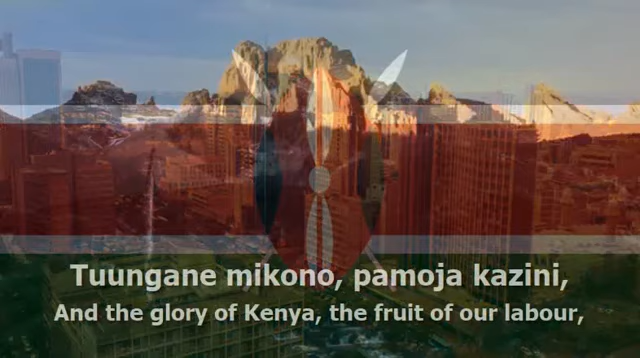 Tuungane mikono, pamoja kazini,
And the glory of Kenya, the fruit of our labour,